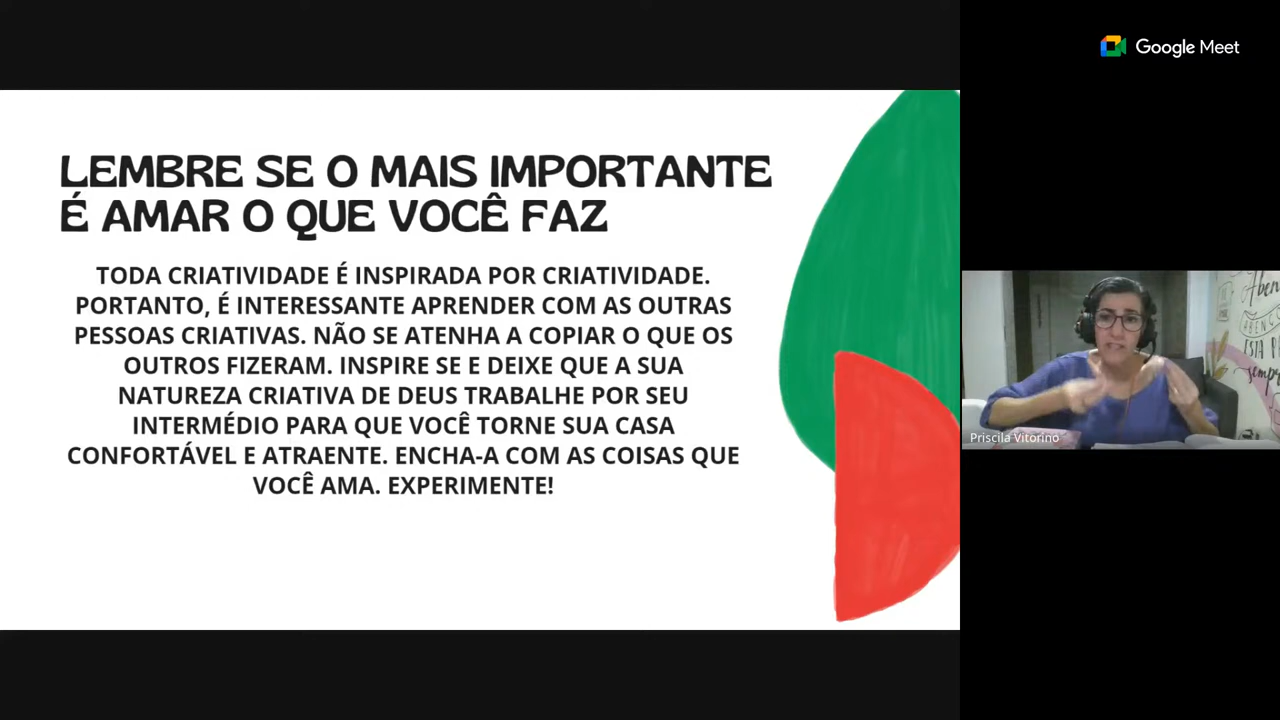 LEMBRE SE O MAIS IMPORTANTE
É AMAR O QUE VOCÊ FAZ
TODA CRIATIVIDADE É INSPIRADA POR CRIATIVIDADE.
PORTANTO, É INTERESSANTE APRENDER COM AS OUTRAS
PESSOAS CRIATIVAS. NÃO SE ATENHA A COPIAR O QUE OS
OUTROS FIZERAM. INSPIRE SE E DEIXE QUE A SUA
NATUREZA CRIATIVA DE DEUS TRABALHE POR SEU
INTERMÉDIO PARA QUE VOCÊ TORNE SUA CASA
CONFORTÁVEL E ATRAENTE. ENCHA-A COM AS COISAS QUE
VOCÊ AMA. EXPERIMENTE!
Google Meet
Priscila Vitorino